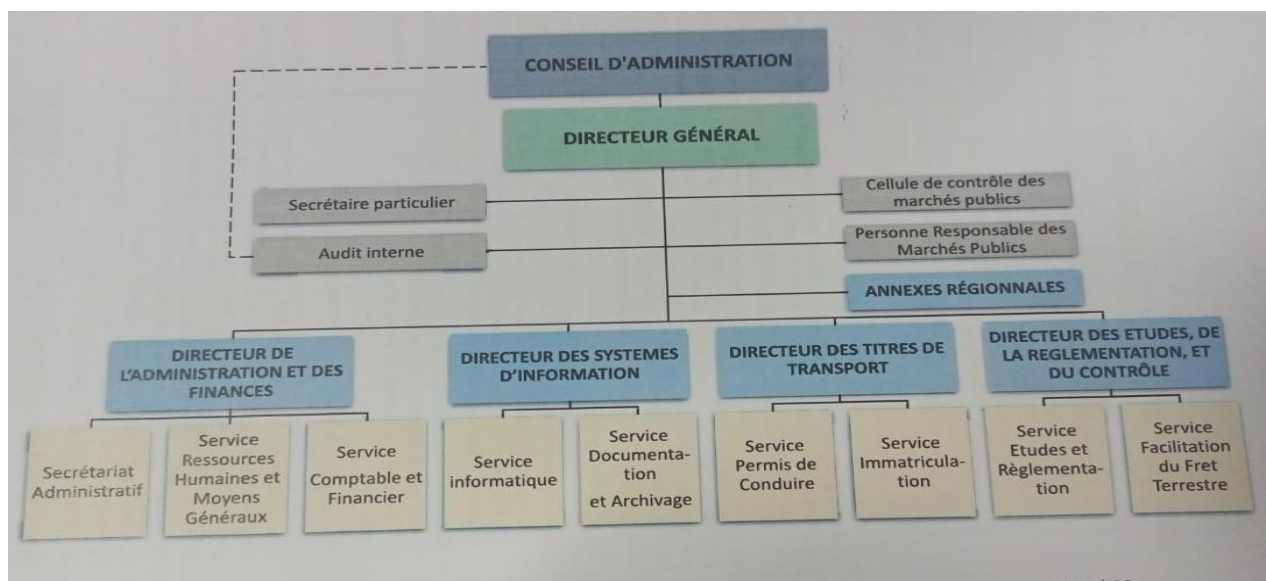 CONSEIL D'ADMINISTRATION
DIRECTEUR GÉNÉRAL
Secrétaire particulier
Cellule de contrôle des
marchés publics
Audit interne
Personne Responsable des
Marchés Publics
ANNEXES RÉGIONNALES
DIRECTEUR DE
L'ADMINISTRATION ET DES
FINANCES
DIRECTEUR DES SYSTEMES
D'INFORMATION
DIRECTEUR DES TITRES DE
TRANSPORT
DIRECTEUR DES ETUDES, DE
LA REGLEMENTATION, ET
DU CONTRÔLE
Secrétariat
Administratif
Service
Ressources
Humaines et
Moyens
Généraux
Service
Comptable et
Financier
Service
informatique
Service
Documenta-
tion
et Archivage
Service
Permis de
Conduire
Service
Immatricula-
tion
Service
Etudes et
Règlementa-
tion
Service
Facilitation
du Fret
Terrestre